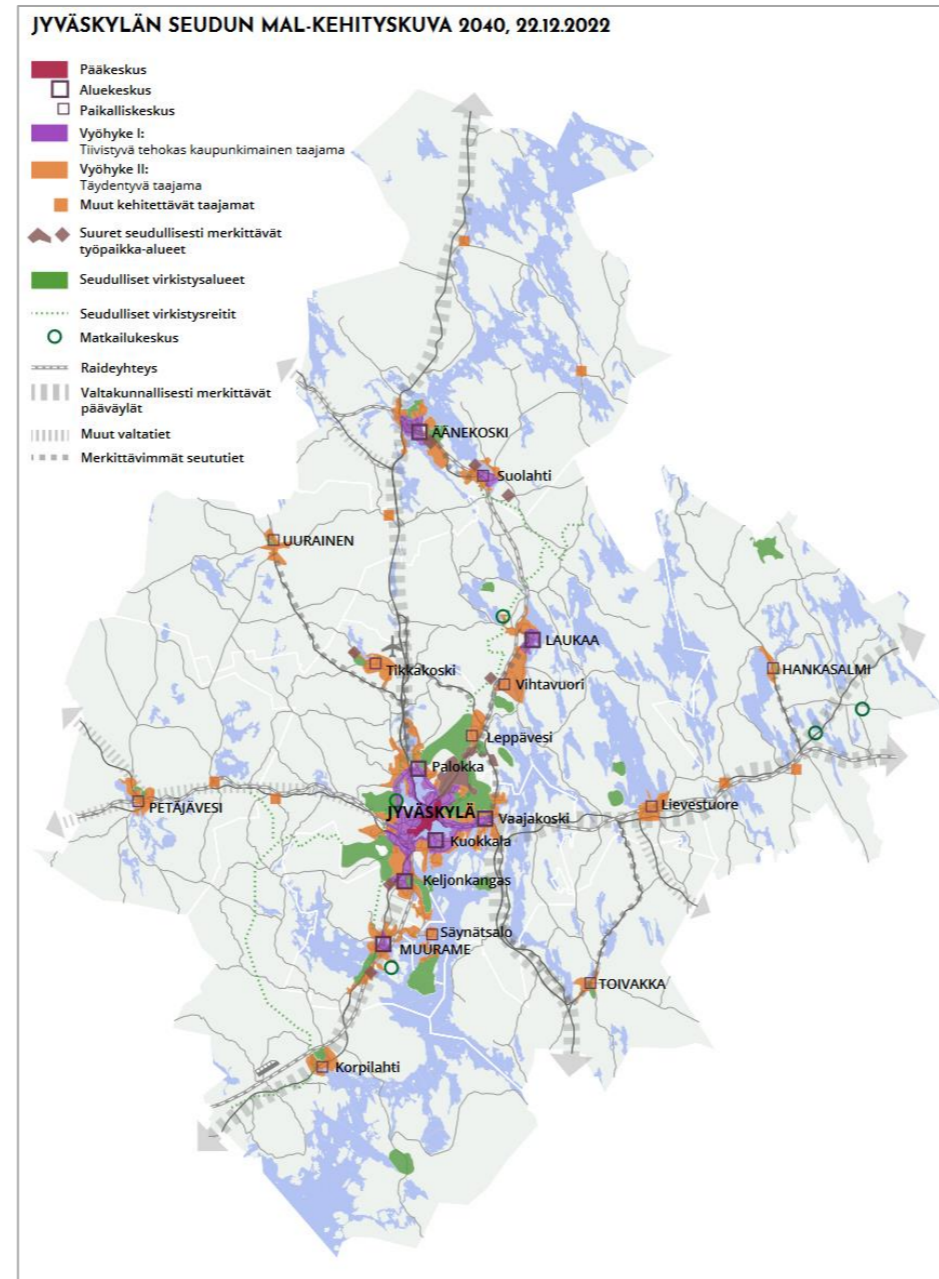 JYVÄSKYLÄN SEUDUN MAL-KEHITYSKUVA 2040, 22.12.2022
Pääkeskus
Aluekeskus
Paikalliskeskus
Vyöhyke I:
Tiivistyvä tehokas kaupunkimainen taajama
Vyöhyke II:
Täydentyvä taajama
Muut kehitettävät taajamat
Suuret seudullisesti merkittävät
työpaikka-alueet
Seudulliset virkistysalueet
Seudulliset virkistysreitit
Matkailukeskus
Raideyhteys
Valtakunnallisesti merkittävät
pääväylät
Muut valtatiet
Merkittävimmät seututiet
ÄÄNEKOSKI
Suolahti
UURAINEN
LAUKAA
Tikkakoski
Vihtavuori
HANKASALMI
Leppävesi
Palokka
PETÄJÄVESI
JYVÄSKYLÄ
Vaajakoski
Lievestuore
Kuokkala
Keljonkangas
Säynätsalo
MUURAME
TOIVAKKA
Korpilahti